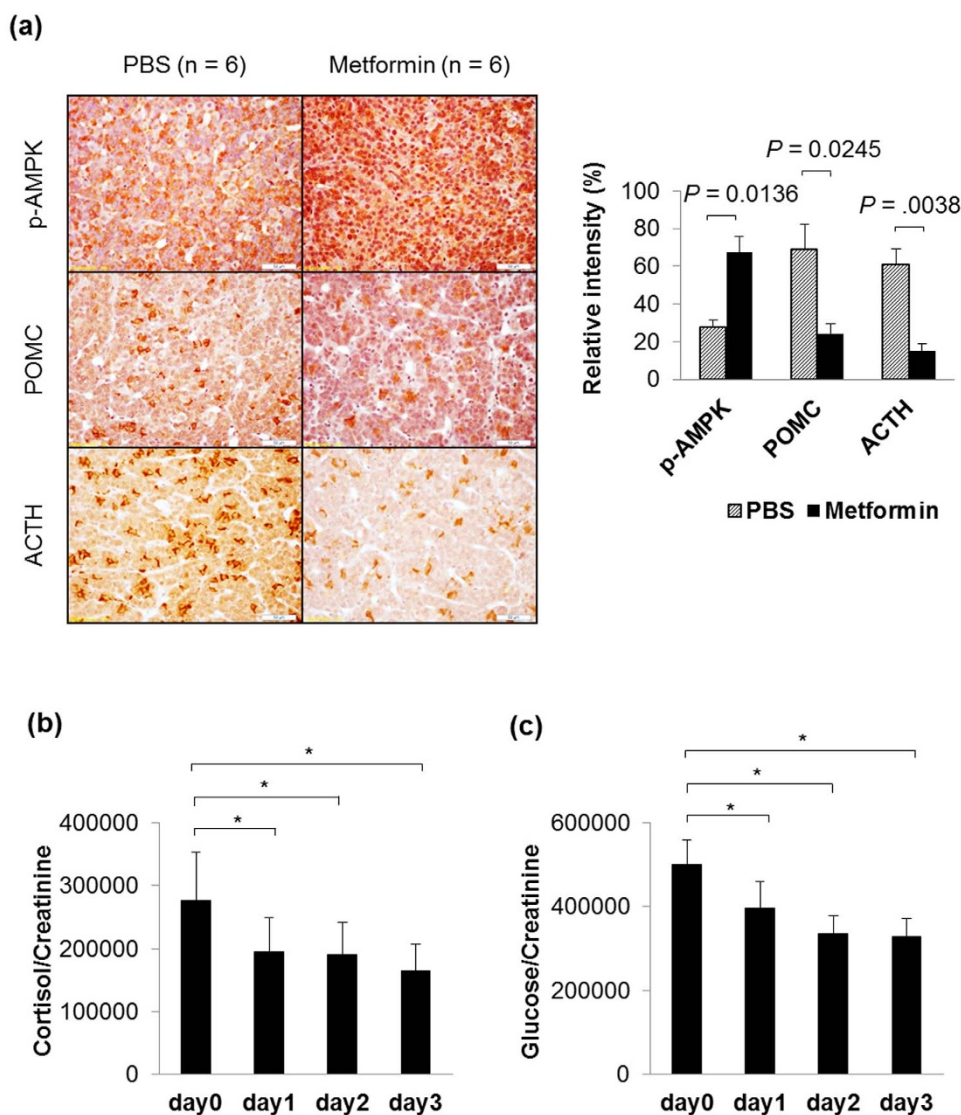 (a)
PBS (n = 6)
Metformin (n = 6)
p-AMPK
POMC
ACTH
P = 0.0245
P = 0.0136
P = .0038
Relative intensity (%)
100
80
60
40
20
0
p-AMPK
POMC
ACTH
PBS
Metformin
(b)
*
*
*
Cortisol/Creatinine
400000
300000
200000
100000
0
day0 day1 day2 day3
(c)
*
*
*
Glucose/Creatinine
600000
400000
200000
0
day0 day1 day2 day3